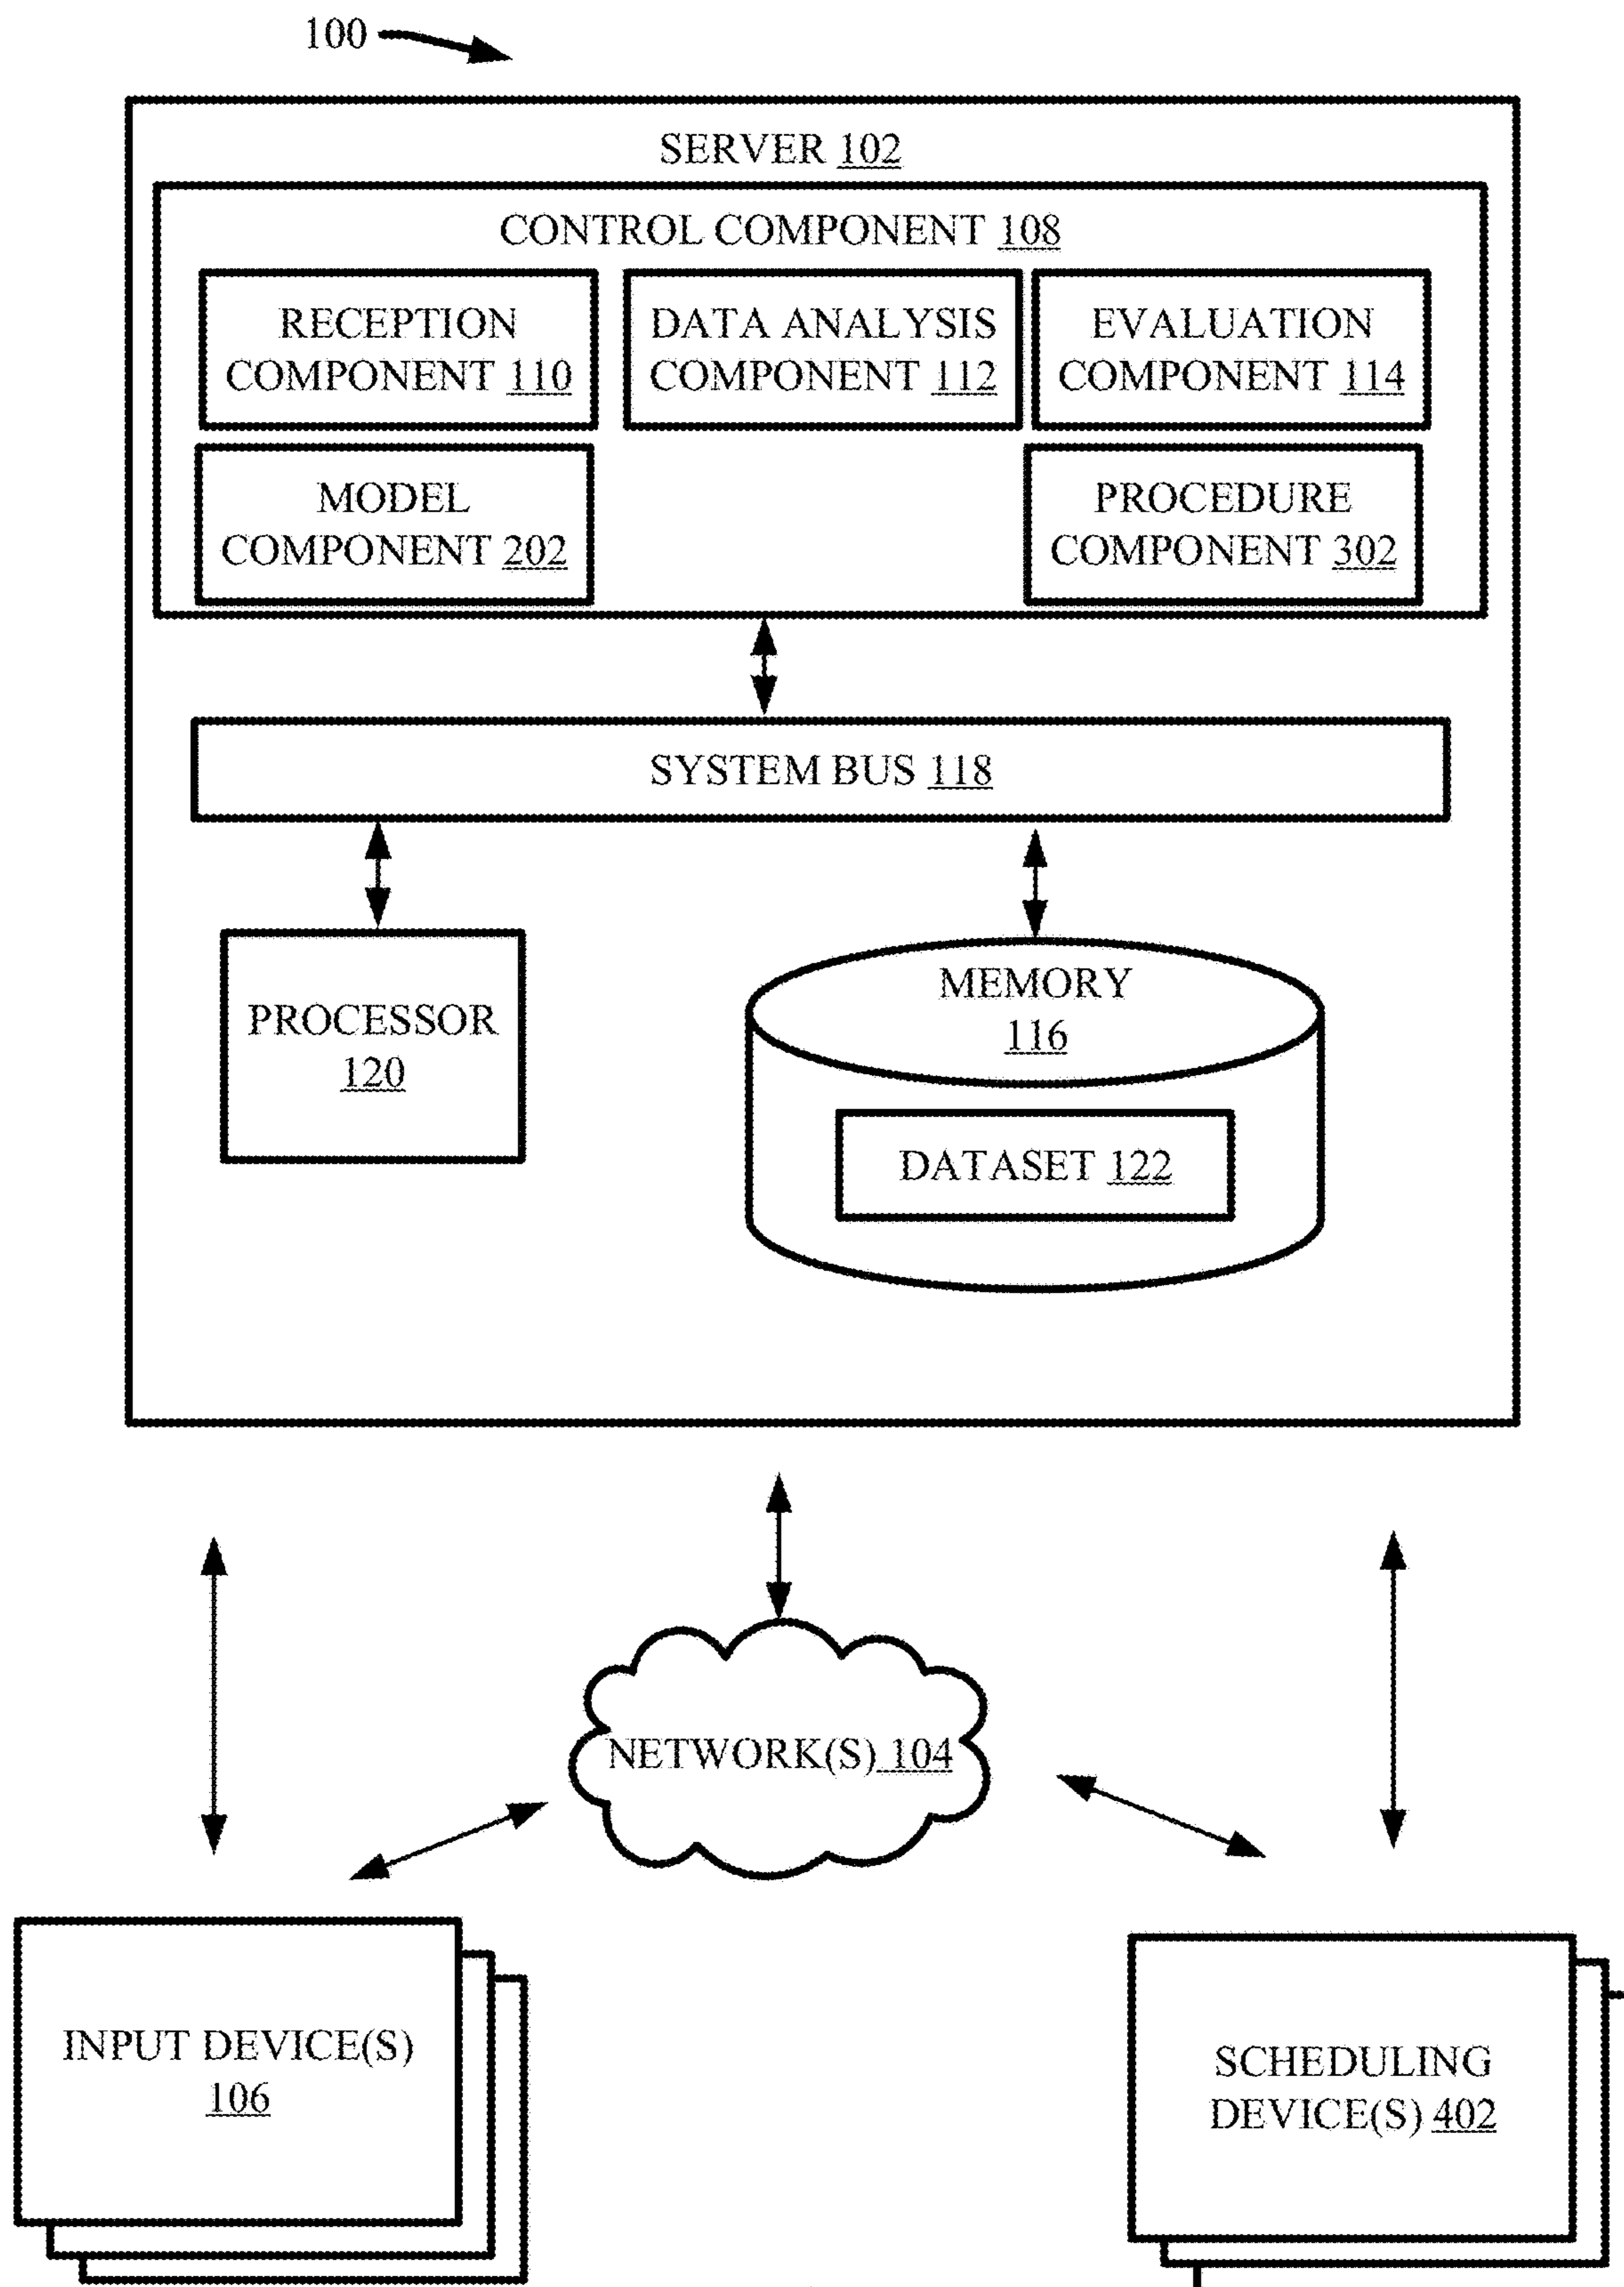 100
SERVER 102
CONTROL COMPONENT 108
RECEPTION
COMPONENT 110
DATA ANALYSIS
COMPONENT 112
EVALUATION
COMPONENT 114
MODEL
COMPONENT 202
PROCEDURE
COMPONENT 302
SYSTEM BUS 118
PROCESSOR
120
MEMORY
116
DATASET 122
NETWORK(S) 104
INPUT DEVICE(S)
106
SCHEDULING
DEVICE(S) 402